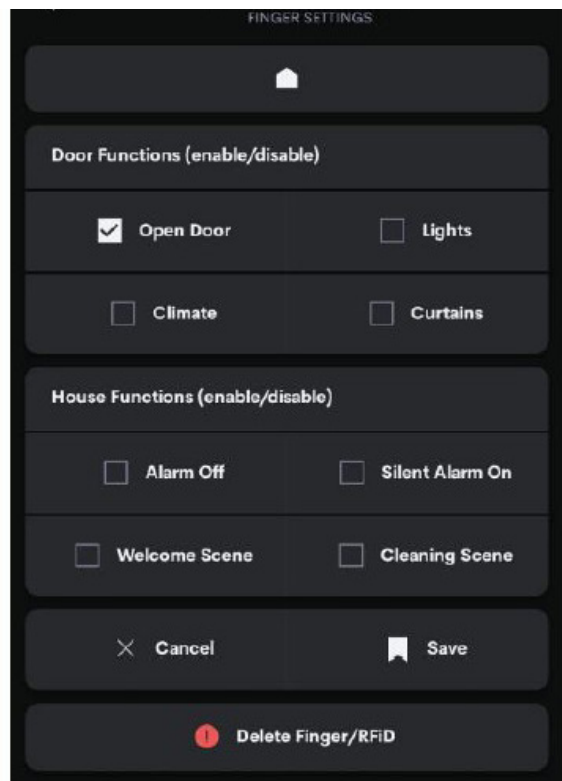 FINGER SETTINGS
Door Functions (enable/disable)
Open Door
Lights
Climate
Curtains
House Functions (enable/disable)
Alarm Off
Silent Alarm On
Welcome Scene
Cleaning Scene
Cancel
Save
Delete Finger/RFiD